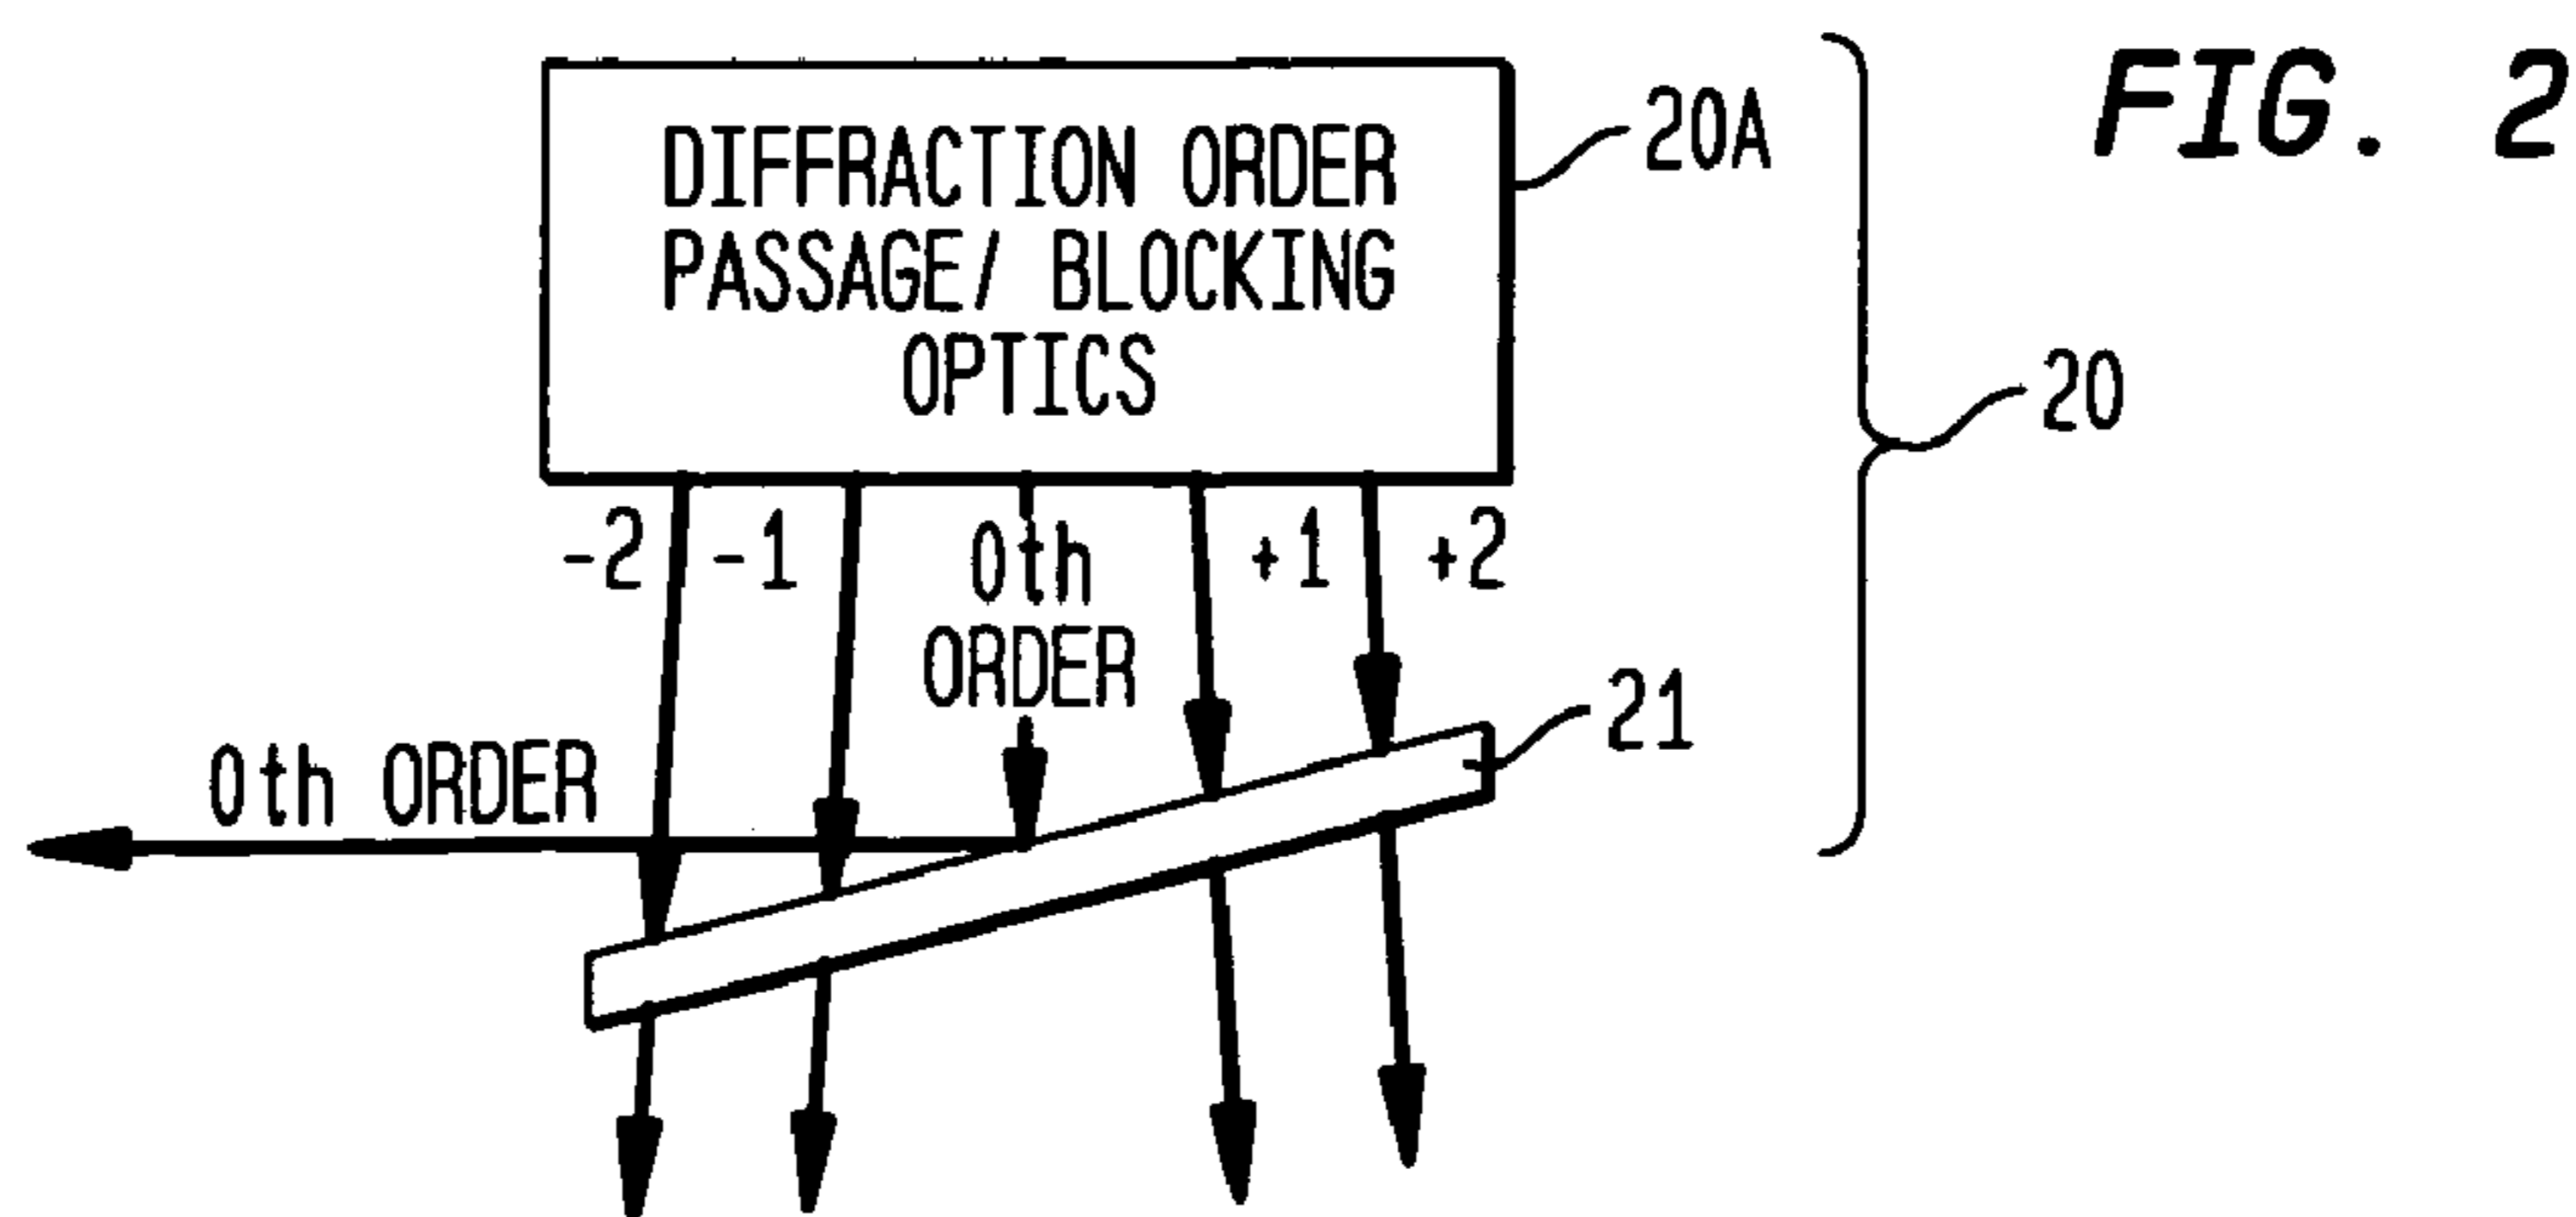 FIG. 2
DIFFRACTION ORDER
PASSAGE/ BLOCKING
OPTICS
20A
20
-2 -1 0th +1 +2
ORDER
21
0th ORDER